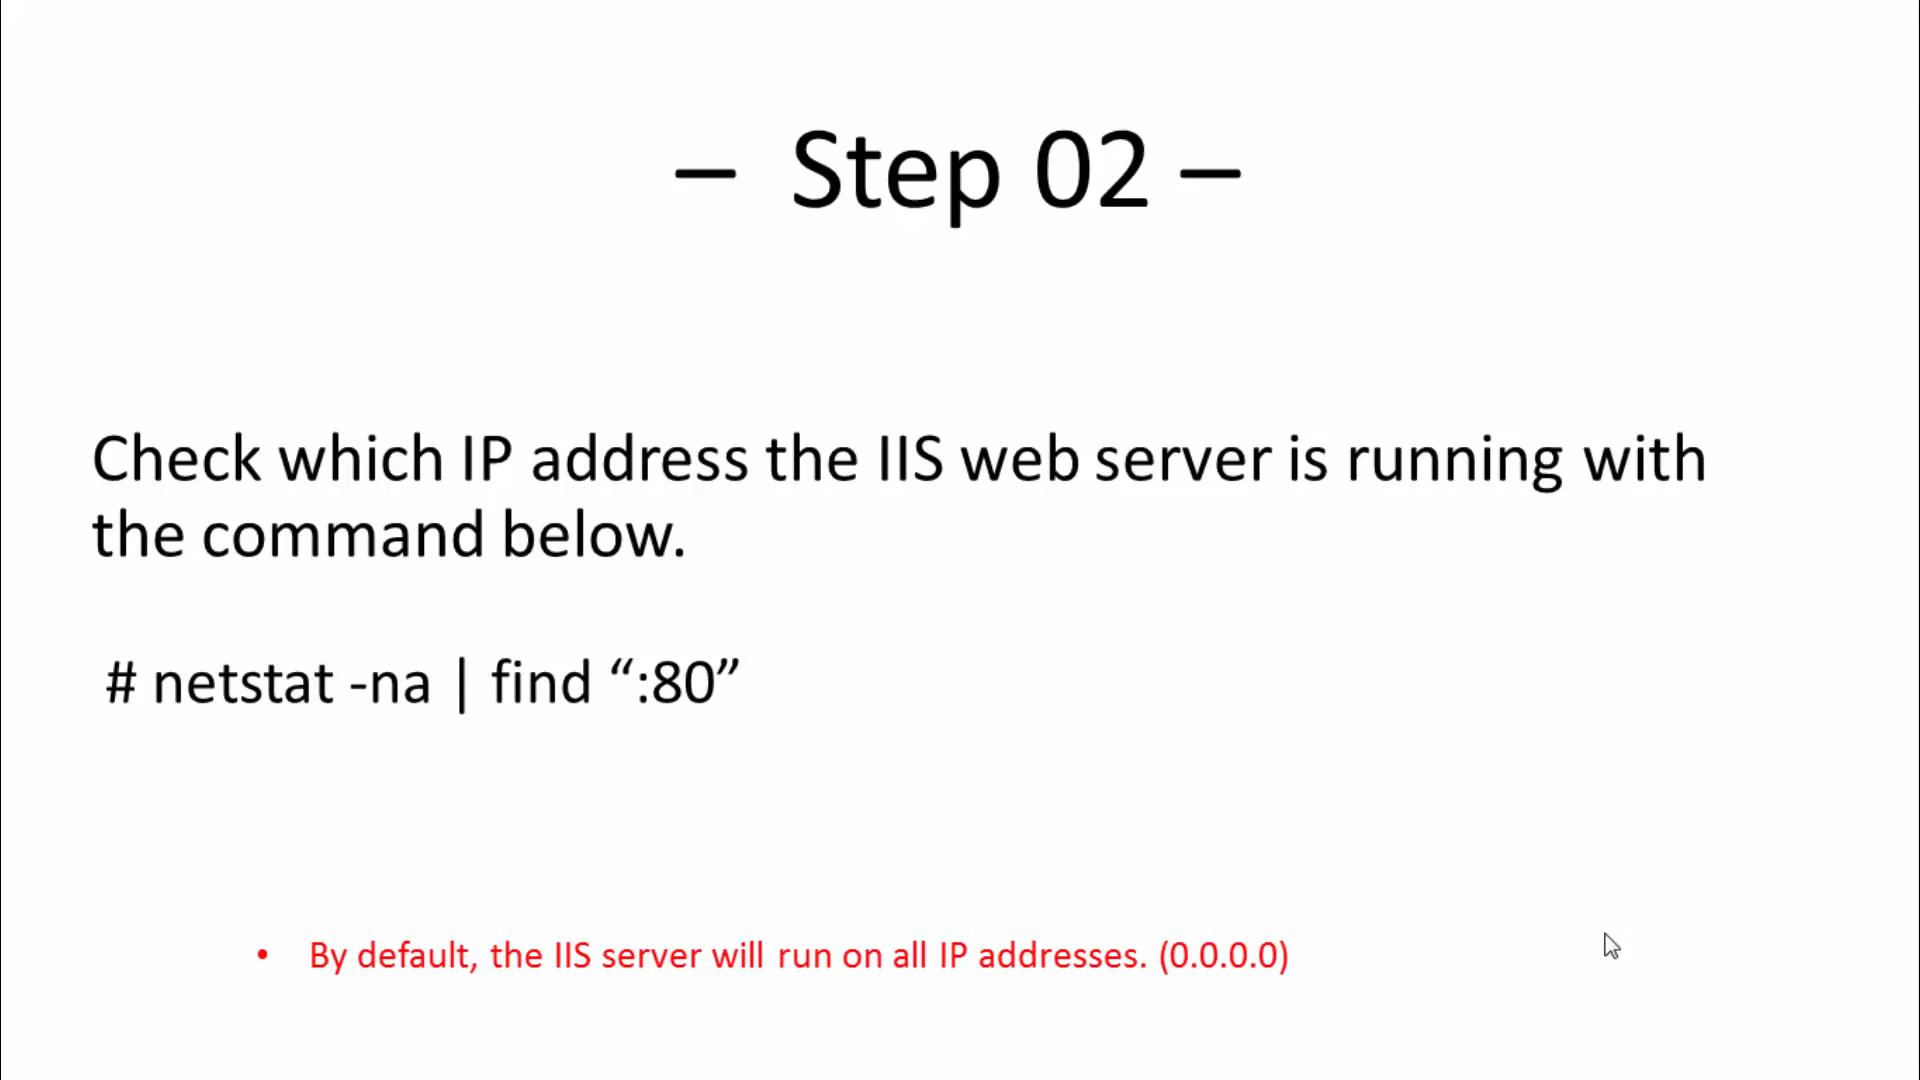 – Step 02 –
Check which IP address the IIS web server is running with
the command below.
# netstat -na | find “:80”
• By default, the IIS server will run on all IP addresses. (0.0.0.0)